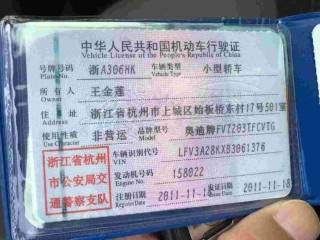 中华人民共和国机动车行驶证
Vehicle License of the People's Republic of China
号牌号码 浙A306HK 车辆类型 小型轿车
Plate No. Vehicle Type
所有人 王金莲
Owner
住址 浙江省杭州市上城区始板桥东村17号501室
Address
使用性质 非营运 品牌型号 奥迪牌FV7203TFCVTG
Use Character Model
浙江省杭州市公安局交通警察支队
车辆识别代号 LFV3A28KXB3061376
VIN
发动机号码 158022
Engine No.
注册日期 2011-11-18 发证日期 2011-11-18
Register Date Issue Date